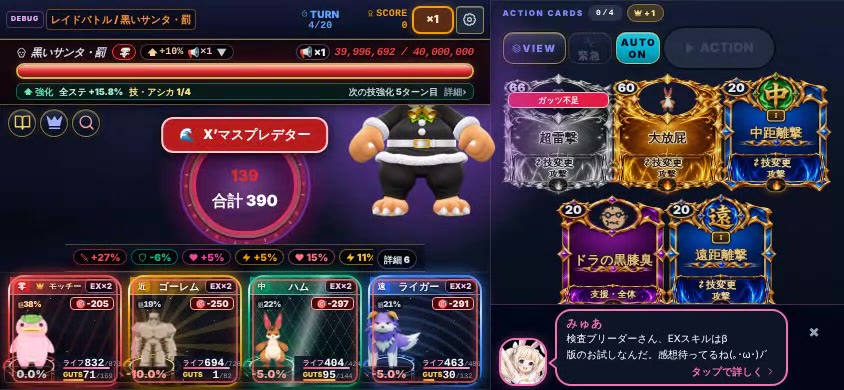 DEBUG
レイドバトル / 黒いサンタ・罰
TURN
4/20
SCORE
0
×1
黒いサンタ・罰
零
+10%
×1
×1
39,996,692 / 40,000,000
強化 全ステ+15.8% 技・アシカ 1/4
次の技強化 5ターン目 詳細›
X'マスプレデター
139
合計 390
+27%
-6%
+5%
+5%
15%
11%
詳細 6
零 モッチー EX×2
38%
-205
0.0%
ライフ832
GUTS71
近 ゴーレム EX×2
19%
-250
-10.0%
ライフ694
GUTS 1/82
中 ハム EX×2
22%
-297
-5.0%
ライフ404
GUTS95/144
遠 ライガー EX×2
21%
-291
-5.0%
ライフ463
GUTS30/132
ACTION CARDS
0/4
+1
VIEW
緊急
AUTO
ON
ACTION
66
ガッツ不足
超雷撃
技変更
攻撃
60
大放屁
技変更
攻撃
20
中
I
中距離撃
技変更
攻撃
20
ドラの黒膝臭
支援・全体
20
遠
I
遠距離撃
技変更
攻撃
みゅあ
検査ブリーダーさん、EXスキルはβ
版のお試しなんだ。感想待ってるね(｡･ω･)ﾞ
タップで詳しく ›